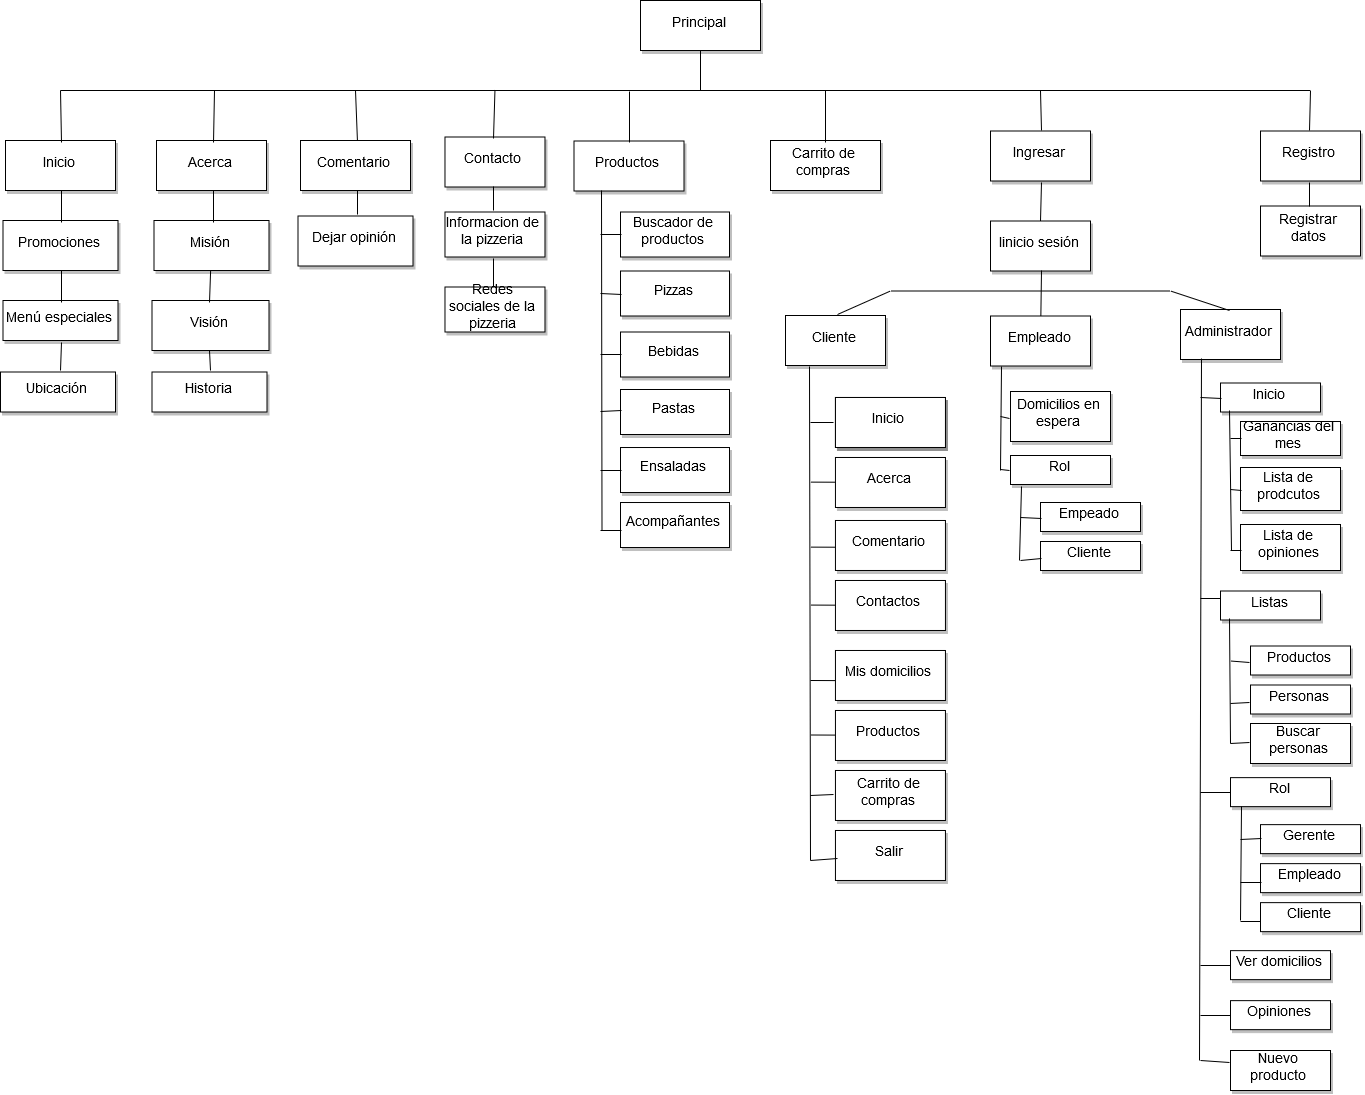 Principal
Inicio
Acerca
Comentario
Contacto
Productos
Carrito de
compras
Ingresar
Registro
Promociones
Menú especiales
Ubicación
Misión
Visión
Historia
Dejar opinión
Informacion de
la pizzeria
Redes
sociales de la
pizzeria
Buscador de
productos
Pizzas
Bebidas
Pastas
Ensaladas
Acompañantes
Iinicio sesión
Registrar
datos
Cliente
Inicio
Acerca
Comentario
Contactos
Mis domicilios
Productos
Carrito de
compras
Salir
Empleado
Domicilios en
espera
Rol
Empeado
Cliente
Administrador
Inicio
Ganancias del
mes
Lista de
prodcutos
Lista de
opiniones
Listas
Productos
Personas
Buscar
personas
Rol
Gerente
Empleado
Cliente
Ver domicilios
Opiniones
Nuevo
producto